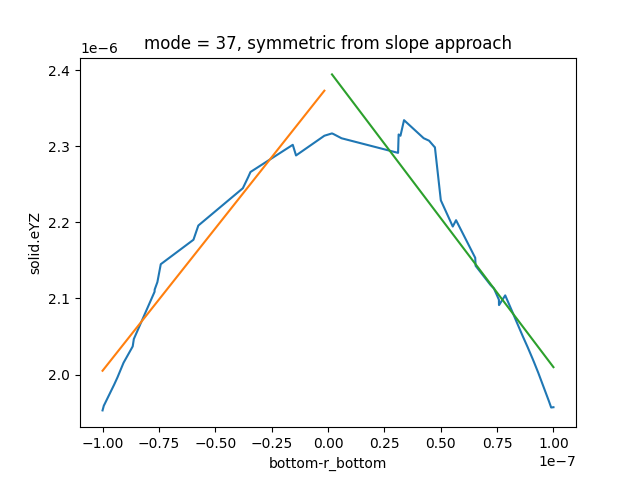 mode = 37, symmetric from slope approach
1e−6
2.4
2.3
2.2
2.1
2.0
solid.eYZ
−1.00
−0.75
−0.50
−0.25
0.00
0.25
0.50
0.75
1.00
1e−7
bottom-r_bottom